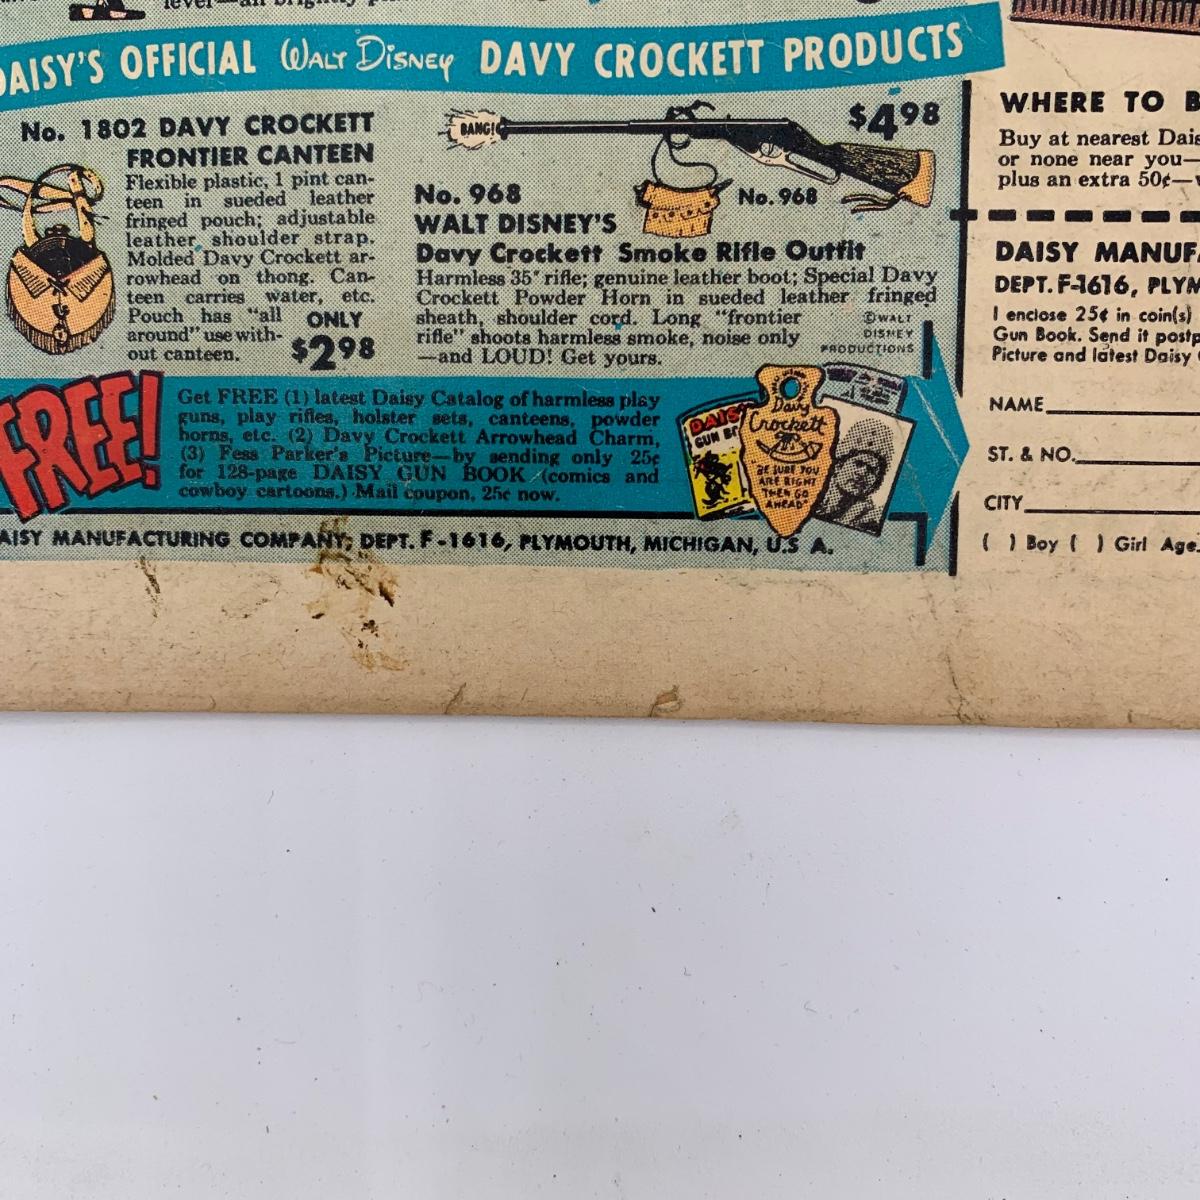 DAISY'S OFFICIAL Walt Disney DAVY CROCKETT PRODUCTS
No. 1802 DAVY CROCKETT
FRONTIER CANTEEN
Flexible plastic, 1 pint can-
teen in sueded leather
fringed pouch; adjustable
leather shoulder strap.
Molded Davy Crockett ar-
rowhead on thong. Can-
teen carries water, etc.
Pouch has "all
around" use with-
out canteen.
ONLY
$2 98
BANG!
$4 98
No. 968
No. 968
WALT DISNEY'S
Davy Crockett Smoke Rifle Outfit
Harmless 35" rifle; genuine leather boot; Special Davy
Crockett Powder Horn in sueded leather fringed
sheath, shoulder cord. Long "frontier
rifle" shoots harmless smoke, noise only
—and LOUD! Get yours.
©WALT
DISNEY
PRODUCTIONS
FREE!
Get FREE (1) latest Daisy Catalog of harmless play
guns, play rifles, holster sets, canteens, powder
horns, etc. (2) Davy Crockett Arrowhead Charm,
(3) Fess Parker's Picture—by sending only 25¢
for 128-page DAISY GUN BOOK (comics and
cowboy cartoons.) Mail coupon, 25¢ now.
DAIS
GUN B
Davy
Crockett
BE SURE YOU
ARE RIGHT
THEN GO
AHEAD
AISY MANUFACTURING COMPANY, DEPT. F-1616, PLYMOUTH, MICHIGAN, U.S A.
WHERE TO B
Buy at nearest Dais
or none near you—
plus an extra 50¢—
DAISY MANUF
DEPT. F-1616, PLYM
I enclose 25¢ in coin(s)
Gun Book. Send it postp
Picture and latest Daisy
NAME
ST. & NO.
CITY
( ) Boy ( ) Girl Age